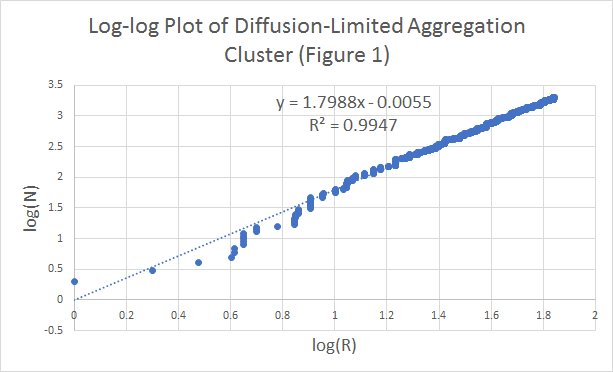 Log-log Plot of Diffusion-Limited Aggregation
Cluster (Figure 1)
y = 1.7988x - 0.0055
R² = 0.9947
log(N)
3.5
3
2.5
2
1.5
1
0.5
0
-0.5
0 0.2 0.4 0.6 0.8 1 1.2 1.4 1.6 1.8 2
log(R)